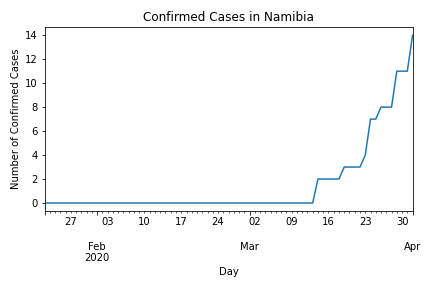 Confirmed Cases in Namibia
Number of Confirmed Cases
14
12
10
8
6
4
2
0
27 03 10 17 24 02 09 16 23 30
Feb Mar Apr
2020
Day